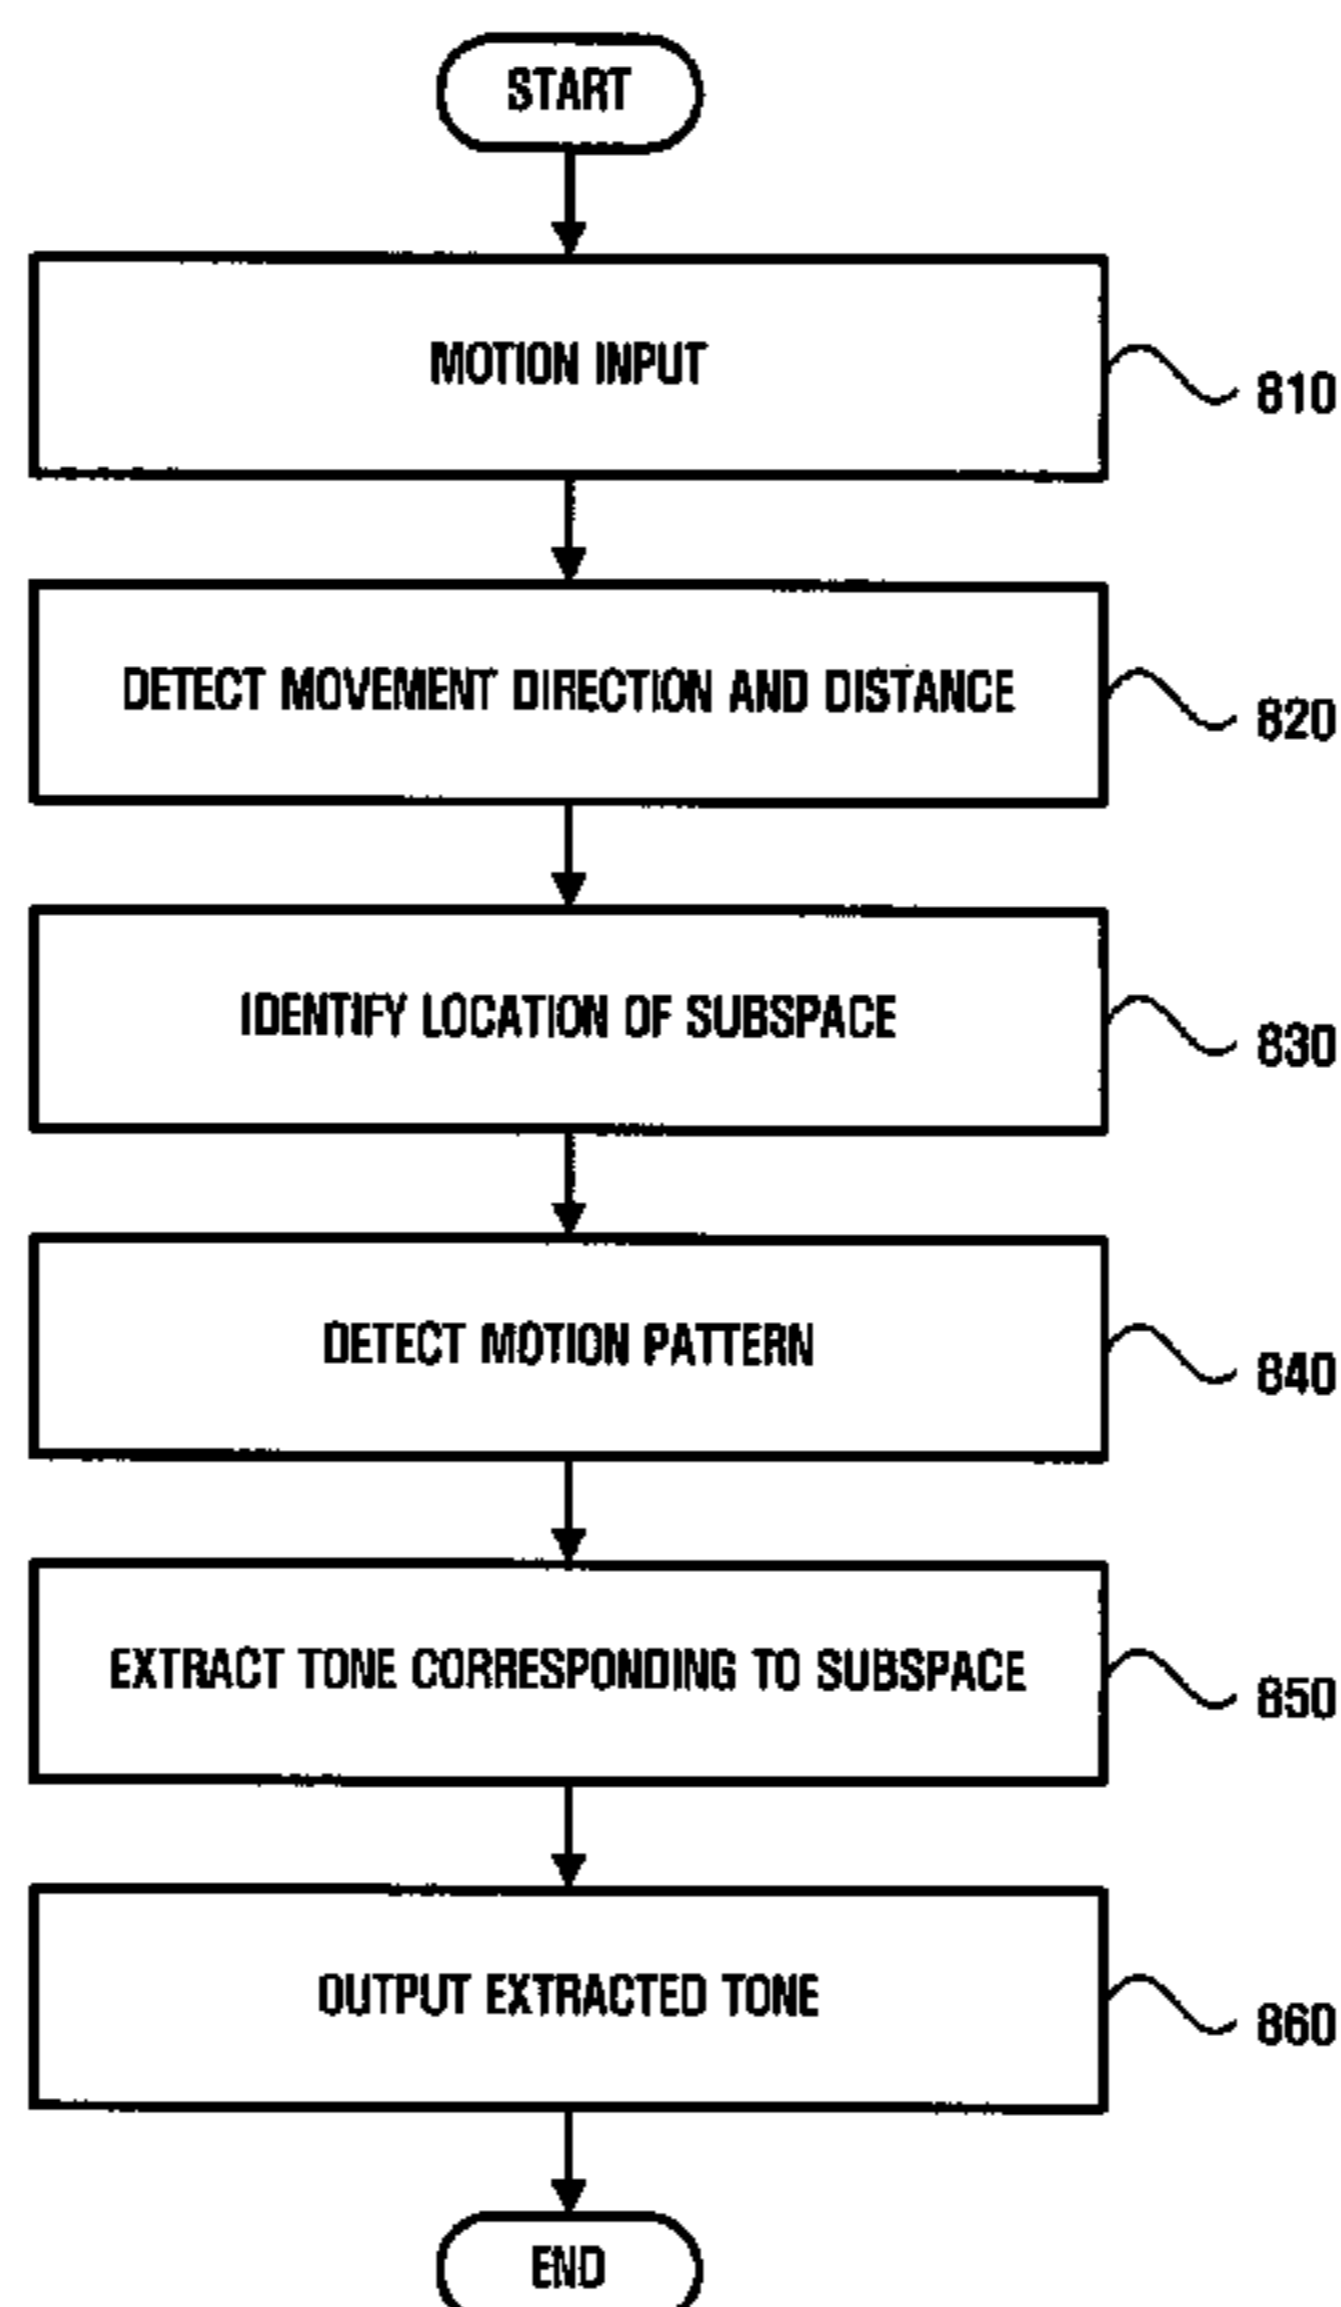 START
MOTION INPUT
810
DETECT MOVEMENT DIRECTION AND DISTANCE
820
IDENTIFY LOCATION OF SUBSPACE
830
DETECT MOTION PATTERN
840
EXTRACT TONE CORRESPONDING TO SUBSPACE
850
OUTPUT EXTRACTED TONE
860
END